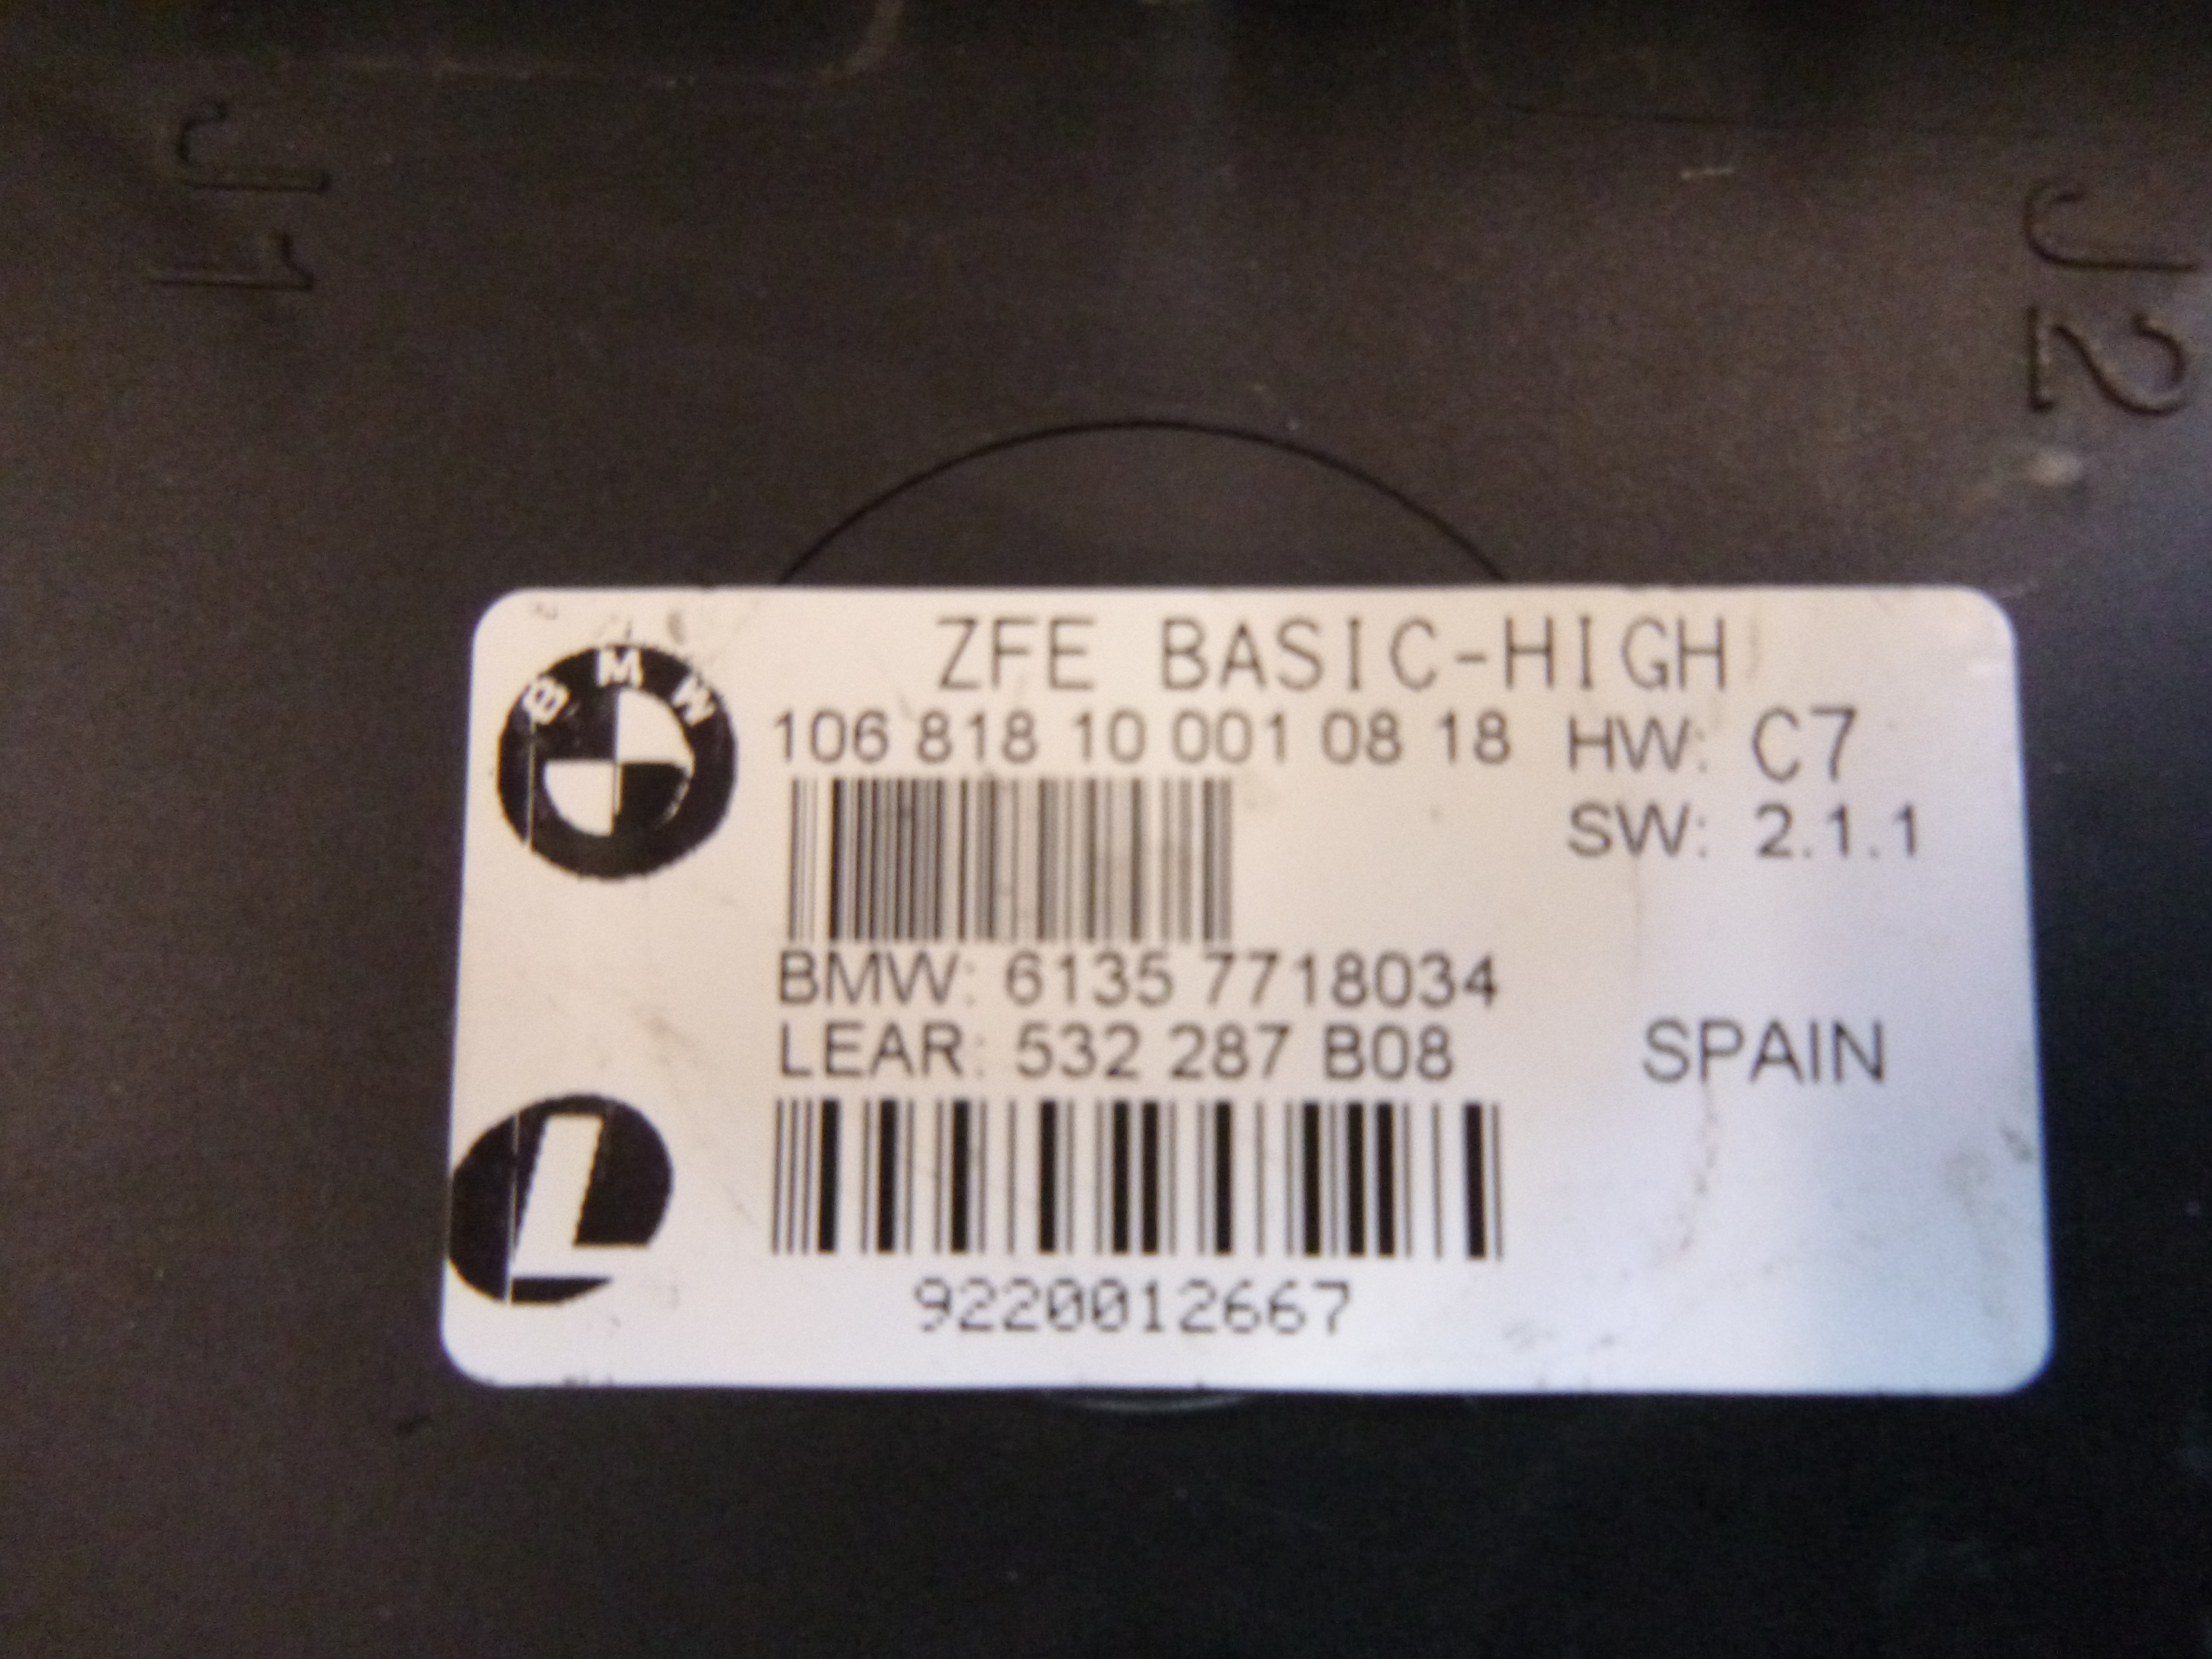 J1
J2
ZFE BASIC-HIGH
BMW
106 818 10 001 08 18 HW: C7
SW: 2.1.1
BMW: 6135 7718034
LEAR: 532 287 B08 SPAIN
L
9220012667